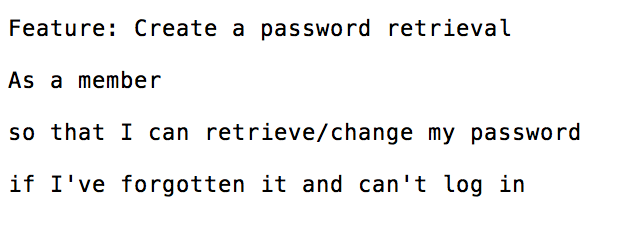 Feature: Create a password retrieval
As a member
so that I can retrieve/change my password
if I've forgotten it and can't log in